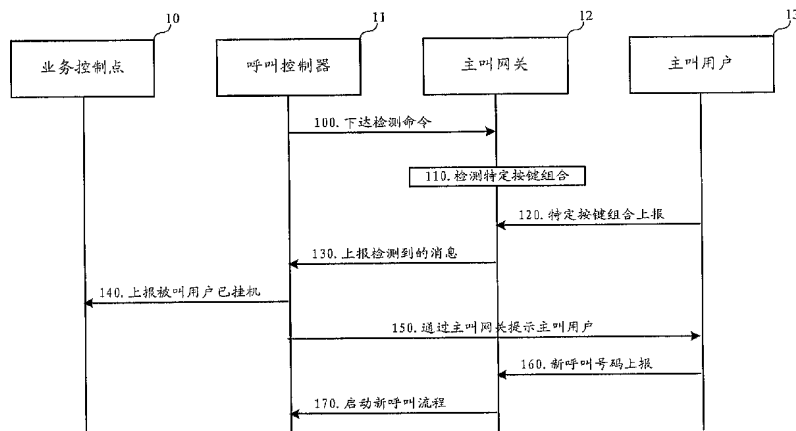 10
11
12
13
业务控制点
呼叫控制器
主叫网关
主叫用户
100.下达检测命令
110.检测特定按键组合
120.特定按键组合上报
130.上报检测到的消息
140.上报被叫用户已挂机
150.通过主叫网关提示主叫用户
160.新呼叫号码上报
170.启动新呼叫流程